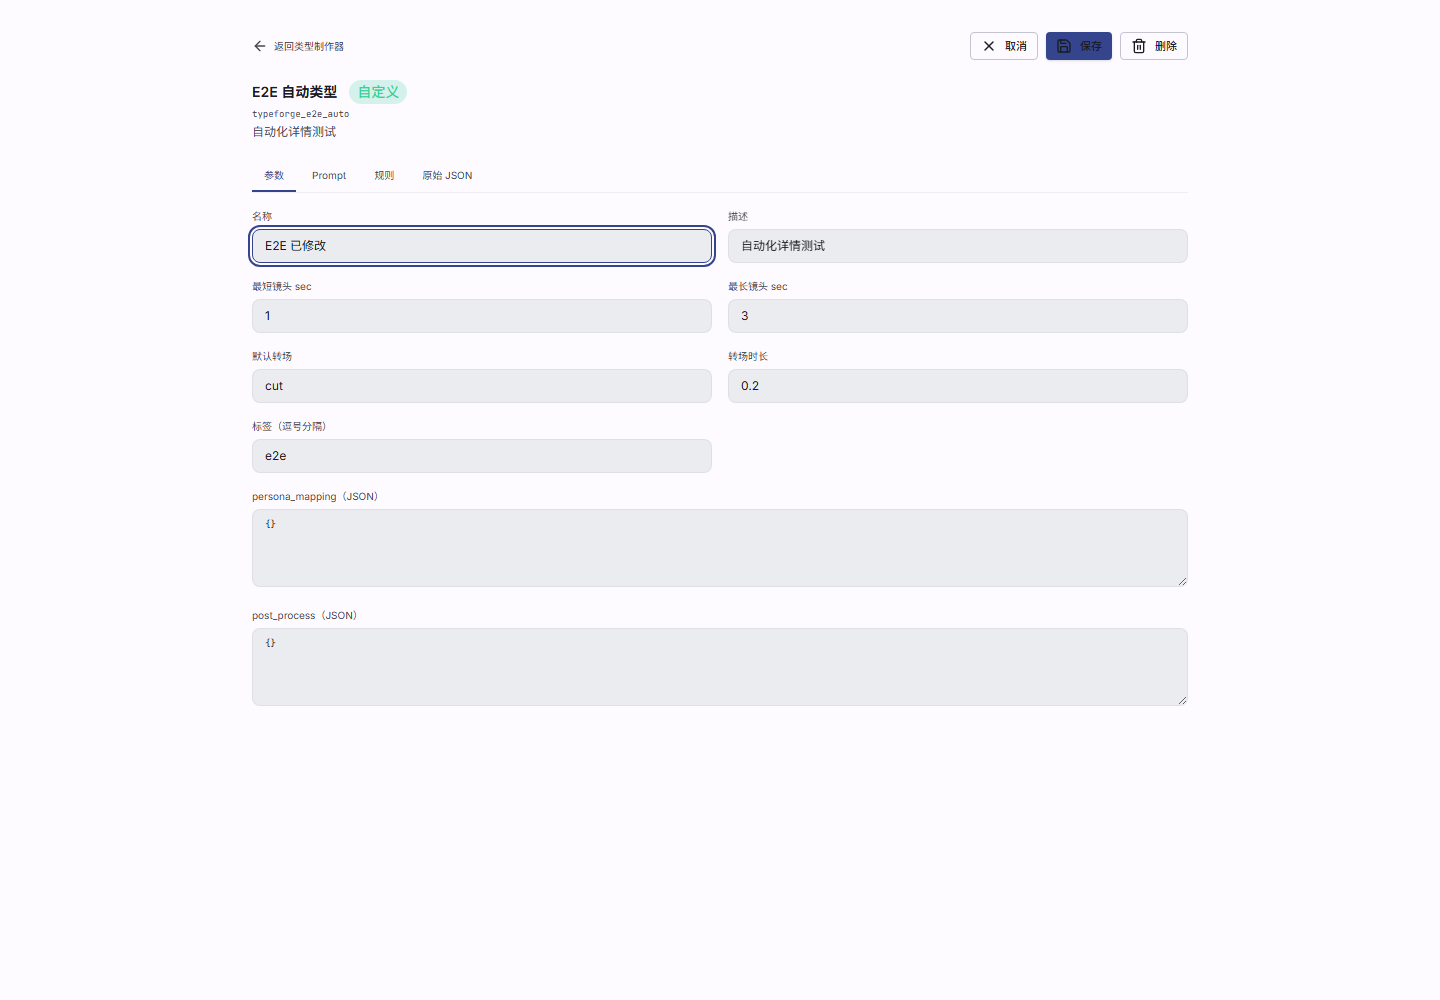 返回类型制作器
取消
保存
删除
E2E 自动类型
自定义
typeforge_e2e_auto
自动化详情测试
参数
Prompt
规则
原始 JSON
名称
描述
E2E 已修改
自动化详情测试
最短镜头 sec
最长镜头 sec
1
3
默认转场
转场时长
cut
0.2
标签（逗号分隔）
e2e
persona_mapping（JSON）
{}
post_process（JSON）
{}